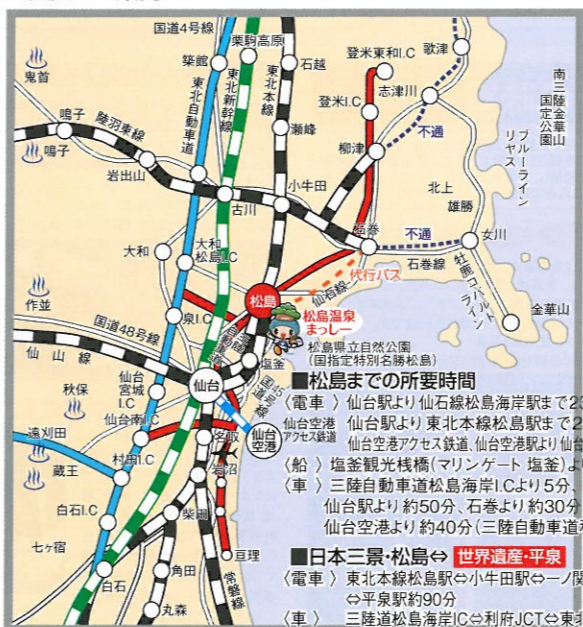 国道4号線
栗駒高原
登米東和I.C
歌津
築館
石越
鬼首
東北本線
東北新幹線
東北自動車道
志津川
登米I.C
南三陸金華山
国定公園
鳴子
陸羽東線
瀬峰
不通
リヤス
ブルーライン
鳴子
柳津
岩出山
小牛田
北上
雄勝
古川
石巻
不通
女川
大和
大和
松島I.C
石巻線
代行バス
牡鹿コバルト
ライン
仙石線
松島
金華山
作並
泉I.C
松島温泉
まっしー
国道48号線
三陸自動車道
松島県立自然公園
(国指定特別名勝松島)
仙山線
塩釜
仙台
宮城
I.C
仙台
国道45号線
■松島までの所要時間
秋保
〈電車〉仙台駅より仙石線松島海岸駅まで2
仙台南I.C
仙台空港
アクセス鉄道
仙台駅より東北本線松島駅まで2
遠刈田
名取
仙台
空港
仙台空港アクセス鉄道、仙台空港駅より仙
蔵王
村田I.C
岩沼
〈船〉塩釜観光桟橋(マリンゲート 塩釜)よ
〈車〉三陸自動車道松島海岸I.Cより5分、
白石I.C
柴田
仙台駅より約50分、石巻より約30分
仙台空港より約40分(三陸自動車道
七ヶ宿
亘理
■日本三景・松島⇔ 世界遺産・平泉
白石
角田
常磐線
〈電車〉東北本線松島駅⇔小牛田駅⇔一ノ関
⇔平泉駅約90分
丸森
〈車〉三陸道松島海岸IC⇔利府JCT⇔東